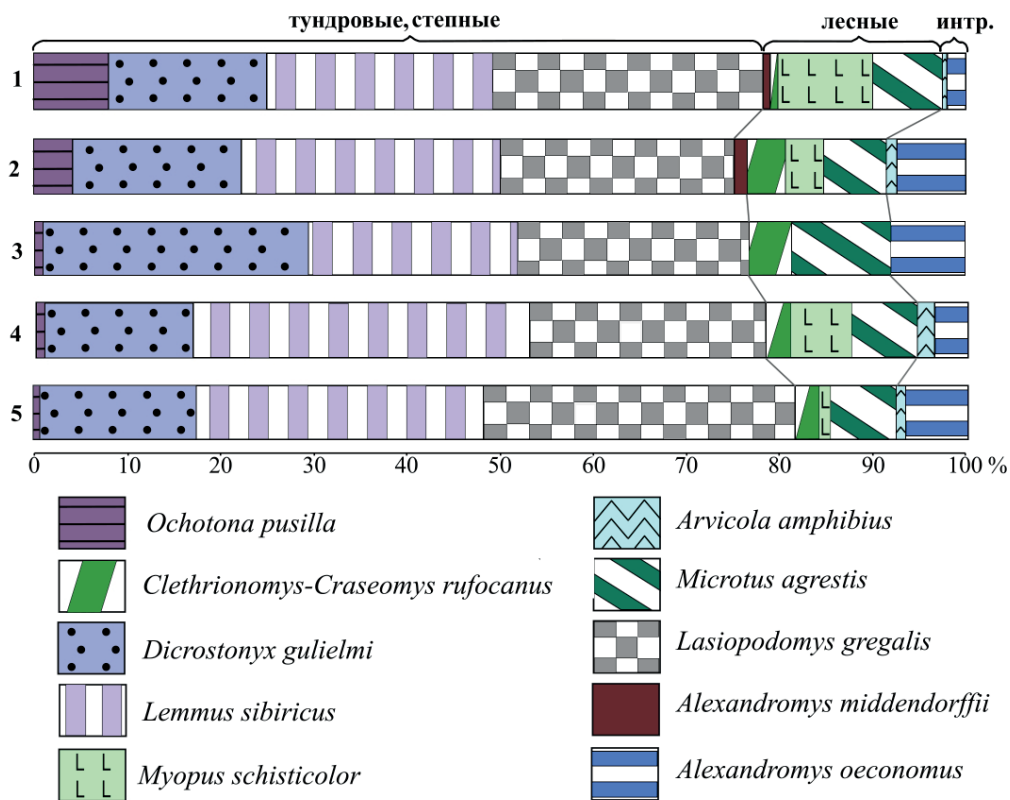 тундровые, степные лесные интр.
1
2
3
4
5
0 10 20 30 40 50 60 70 80 90 100 %
Ochotona pusilla
Clethrionomys-Craseomys rufocanus
Dicrostonyx gulielmi
Lemmus sibiricus
Myopus schisticolor
Arvicola amphibius
Microtus agrestis
Lasiopodomys gregalis
Alexandromys middendorffii
Alexandromys oeconomus